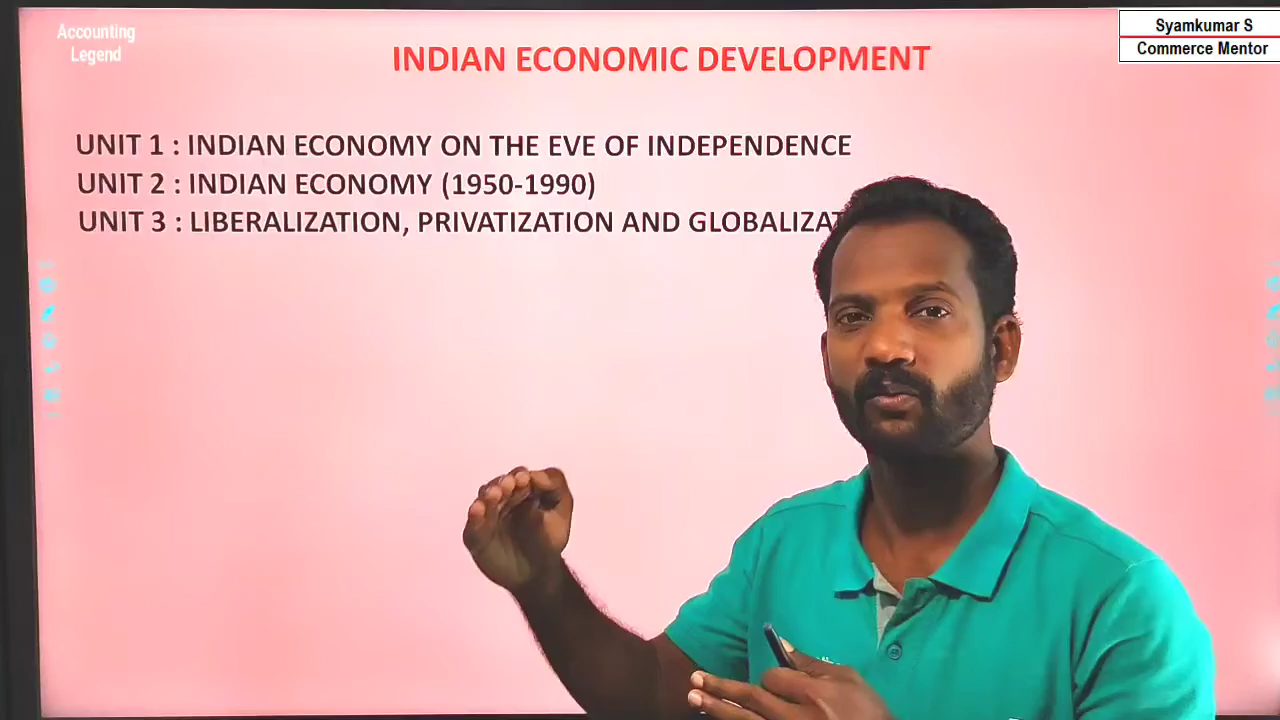 Accounting
Legend
Syamkumar S
Commerce Mentor
INDIAN ECONOMIC DEVELOPMENT
UNIT 1 : INDIAN ECONOMY ON THE EVE OF INDEPENDENCE
UNIT 2 : INDIAN ECONOMY (1950-1990)
UNIT 3 : LIBERALIZATION, PRIVATIZATION AND